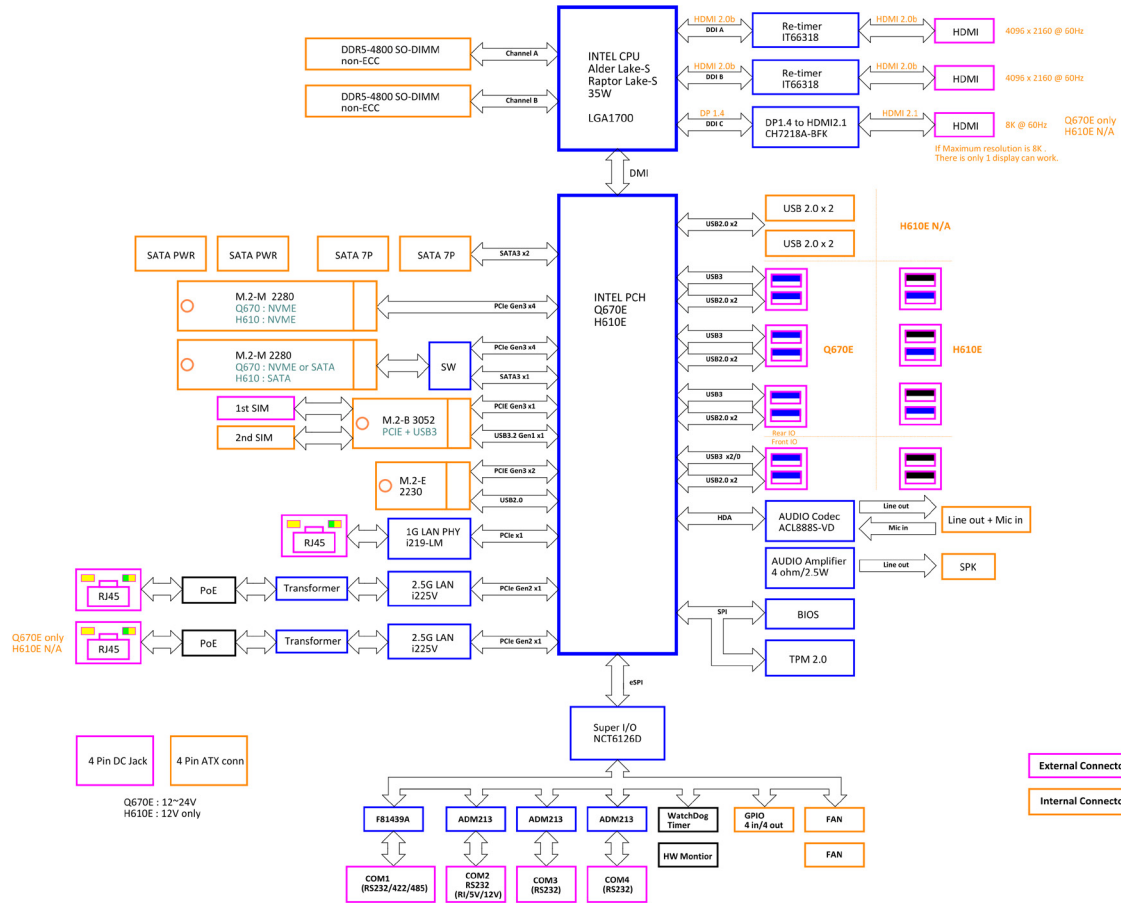 DDR5-4800 SO-DIMM
non-ECC
Channel A
DDR5-4800 SO-DIMM
non-ECC
Channel B
INTEL CPU
Alder Lake-S
Raptor Lake-S
35W
LGA1700
HDMI 2.0b
DDI A
Re-timer
IT66318
HDMI 2.0b
HDMI
4096 x 2160 @ 60Hz
HDMI 2.0b
DDI B
Re-timer
IT66318
HDMI 2.0b
HDMI
4096 x 2160 @ 60Hz
DP 1.4
DDI C
DP1.4 to HDMI2.1
CH7218A-BFK
HDMI 2.1
HDMI
8K @ 60Hz
Q670E only
H610E N/A
If Maximum resolution is 8K .
There is only 1 display can work.
DMI
INTEL PCH
Q670E
H610E
SATA PWR
SATA PWR
SATA 7P
SATA 7P
SATA3 x2
M.2-M 2280
Q670 : NVME
H610 : NVME
PCIe Gen3 x4
M.2-M 2280
Q670 : NVME or SATA
H610 : SATA
SW
PCIe Gen3 x4
SATA3 x1
1st SIM
2nd SIM
M.2-B 3052
PCIE + USB3
PCIE Gen3 x1
USB3.2 Gen1 x1
M.2-E
2230
PCIE Gen3 x2
USB2.0
RJ45
1G LAN PHY
i219-LM
PCIe x1
RJ45
PoE
Transformer
2.5G LAN
i225V
PCIe Gen2 x1
Q670E only
H610E N/A
RJ45
PoE
Transformer
2.5G LAN
i225V
PCIe Gen2 x1
USB2.0 x2
USB 2.0 x 2
USB 2.0 x 2
H610E N/A
USB3
USB2.0 x2
USB3
USB2.0 x2
Q670E
H610E
USB3
USB2.0 x2
Rear IO
Front IO
USB3 x2/0
USB2.0 x2
HDA
AUDIO Codec
ACL888S-VD
Line out
Mic in
Line out + Mic in
AUDIO Amplifier
4 ohm/2.5W
Line out
SPK
SPI
BIOS
TPM 2.0
eSPI
Super I/O
NCT6126D
4 Pin DC Jack
4 Pin ATX conn
Q670E : 12~24V
H610E : 12V only
F81439A
ADM213
ADM213
ADM213
WatchDog
Timer
GPIO
4 in/4 out
FAN
HW Montior
FAN
COM1
(RS232/422/485)
COM2
RS232
(RI/5V/12V)
COM3
(RS232)
COM4
(RS232)
External Connecto
Internal Connecto